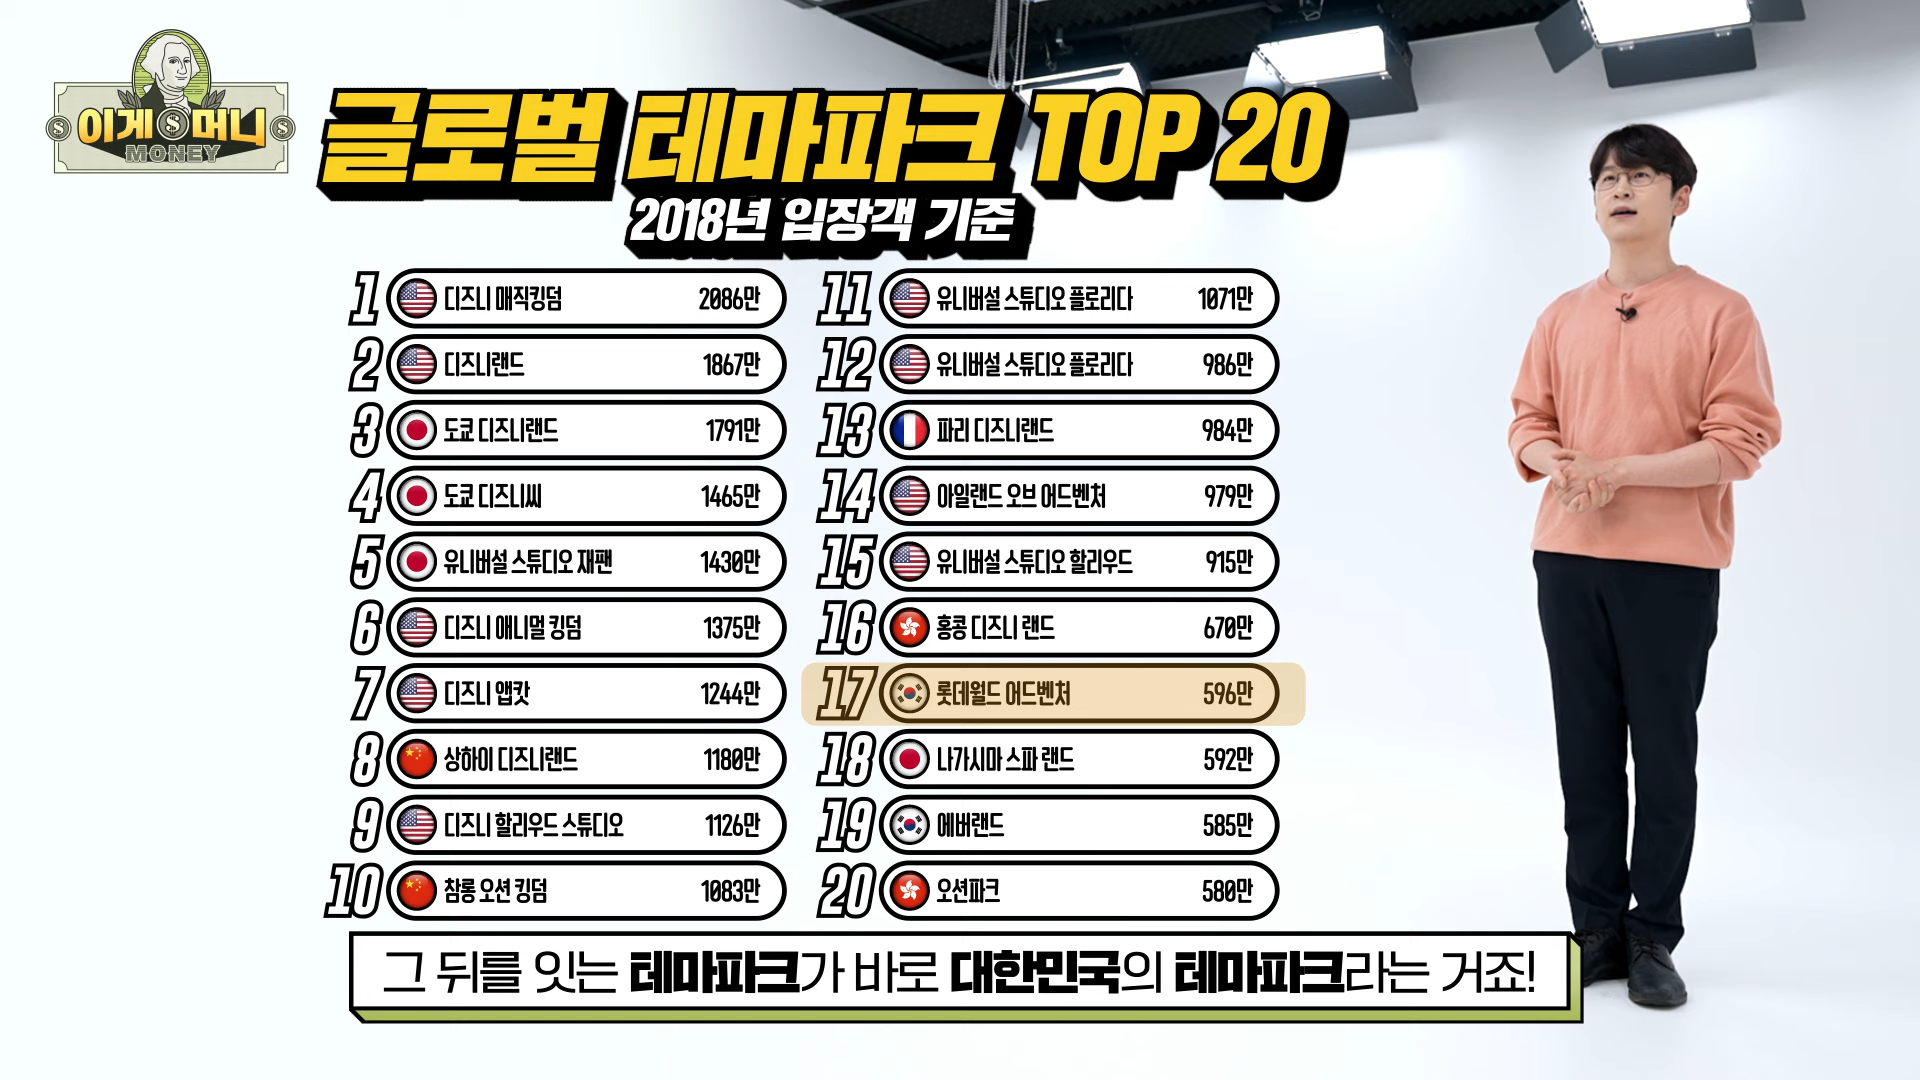 이게 $ 머니
MONEY
글로벌 테마파크 TOP 20
2018년 입장객 기준
1 디즈니 매직킹덤 2086만
2 디즈니랜드 1867만
3 도쿄 디즈니랜드 1791만
4 도쿄 디즈니씨 1465만
5 유니버설 스튜디오 재팬 1430만
6 디즈니 애니멀 킹덤 1375만
7 디즈니 앱캇 1244만
8 상하이 디즈니랜드 1180만
9 디즈니 할리우드 스튜디오 1126만
10 참롱 오션 킹덤 1083만
11 유니버설 스튜디오 플로리다 1071만
12 유니버설 스튜디오 플로리다 986만
13 파리 디즈니랜드 984만
14 아일랜드 오브 어드벤처 979만
15 유니버설 스튜디오 할리우드 915만
16 홍콩 디즈니 랜드 670만
17 롯데월드 어드벤처 596만
18 나가시마 스파 랜드 592만
19 에버랜드 585만
20 오션파크 580만
그 뒤를 잇는 테마파크가 바로 대한민국의 테마파크라는 거죠!